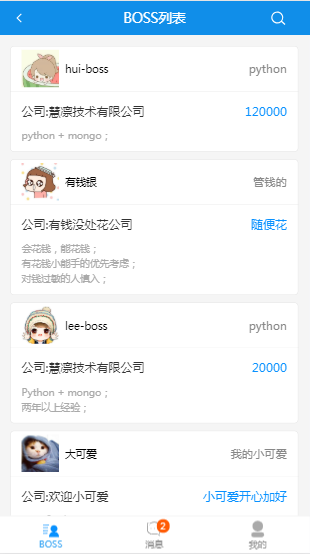 BOSS列表
hui-boss python
公司:慧凛技术有限公司 120000
python + mongo；
有钱银 管钱的
公司:有钱没处花公司 随便花
会花钱，能花钱；
有花钱小能手的优先考虑；
对钱过敏的人慎入；
lee-boss python
公司:慧凛技术有限公司 20000
Python + mongo；
两年以上经验；
大可爱 我的小可爱
公司:欢迎小可爱 小可爱开心加好
2
BOSS 消息 我的